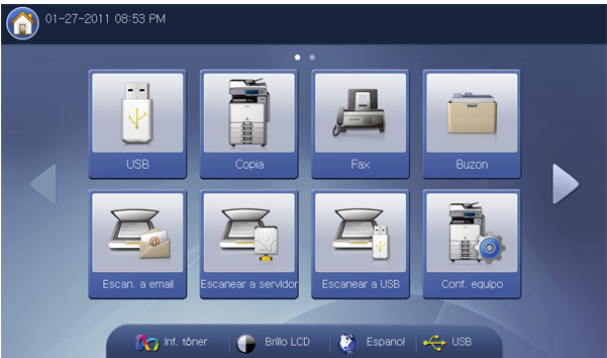 01-27-2011 08:53 PM
USB
Copia
Fax
Buzon
Escan. a email
Escanear a servidor
Escanear a USB
Conf. equipo
Inf. tóner
Brillo LCD
Espanol
USB